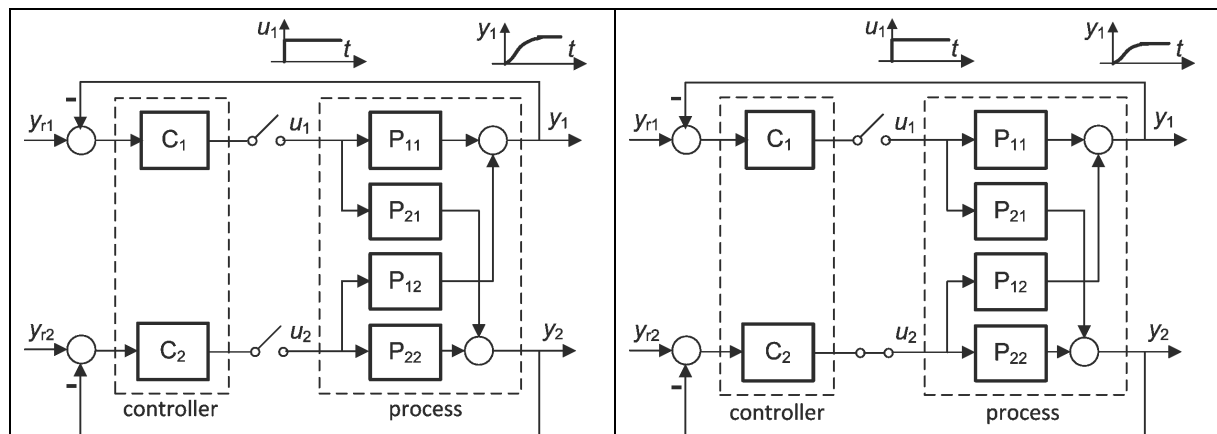 u1
t
y1
t
yr1
-
C1
u1
P11
y1
P21
P12
yr2
-
C2
u2
P22
y2
controller
process
u1
t
y1
t
yr1
-
C1
u1
P11
y1
P21
P12
yr2
-
C2
u2
P22
y2
controller
process